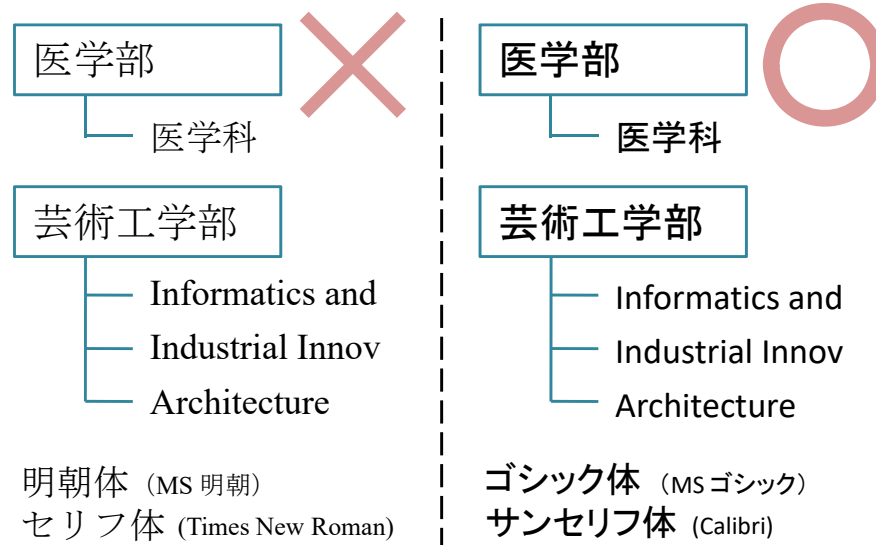 医学部
医学科
芸術工学部
Informatics and
Industrial Innov
Architecture
明朝体（MS 明朝）
セリフ体 (Times New Roman)
医学部
医学科
芸術工学部
Informatics and
Industrial Innov
Architecture
ゴシック体（MS ゴシック）
サンセリフ体 (Calibri)